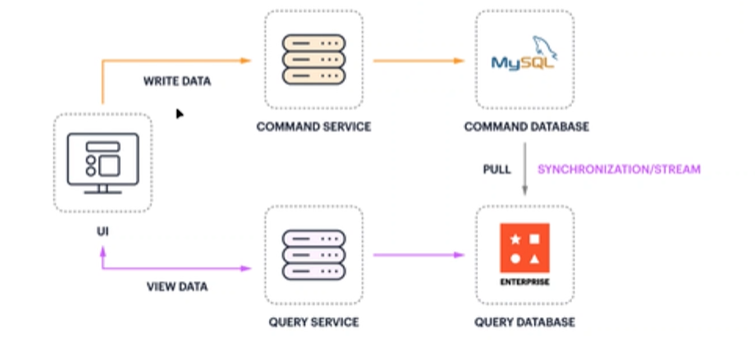 MySQL
WRITE DATA
COMMAND SERVICE
COMMAND DATABASE
PULL
SYNCHRONIZATION/STREAM
UI
ENTERPRISE
VIEW DATA
QUERY SERVICE
QUERY DATABASE